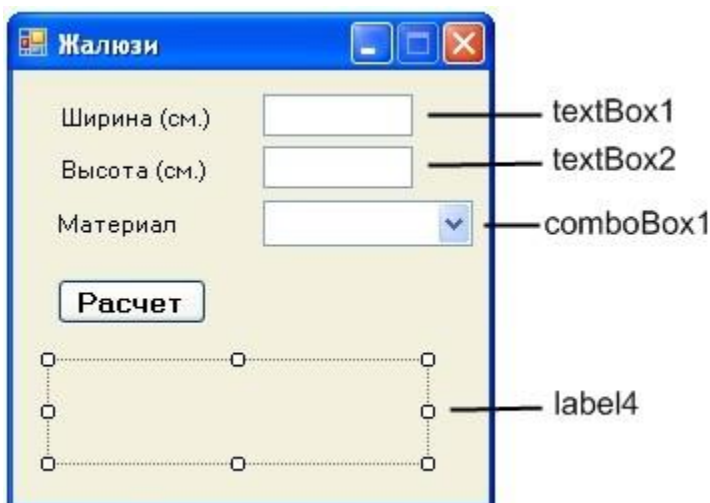 Жалюзи
Ширина (см.) textBox1
Высота (см.) textBox2
Материал comboBox1
Расчет
label4